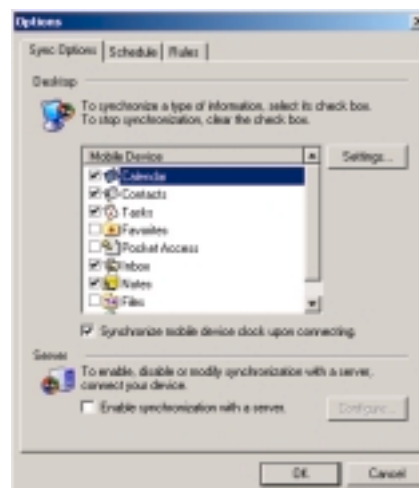 Options
Sync Options Schedule Rules
Desktop
To synchronize a type of information, select its check box.
To stop synchronization, clear the check box.
Mobile Device
Settings...
Calendar
Contacts
Tasks
Favorites
Pocket Access
Inbox
Notes
Files
Synchronize mobile device clock upon connecting.
Server
To enable, disable or modify synchronization with a server,
connect your device.
Enable synchronization with a server.
Configure...
OK
Cancel